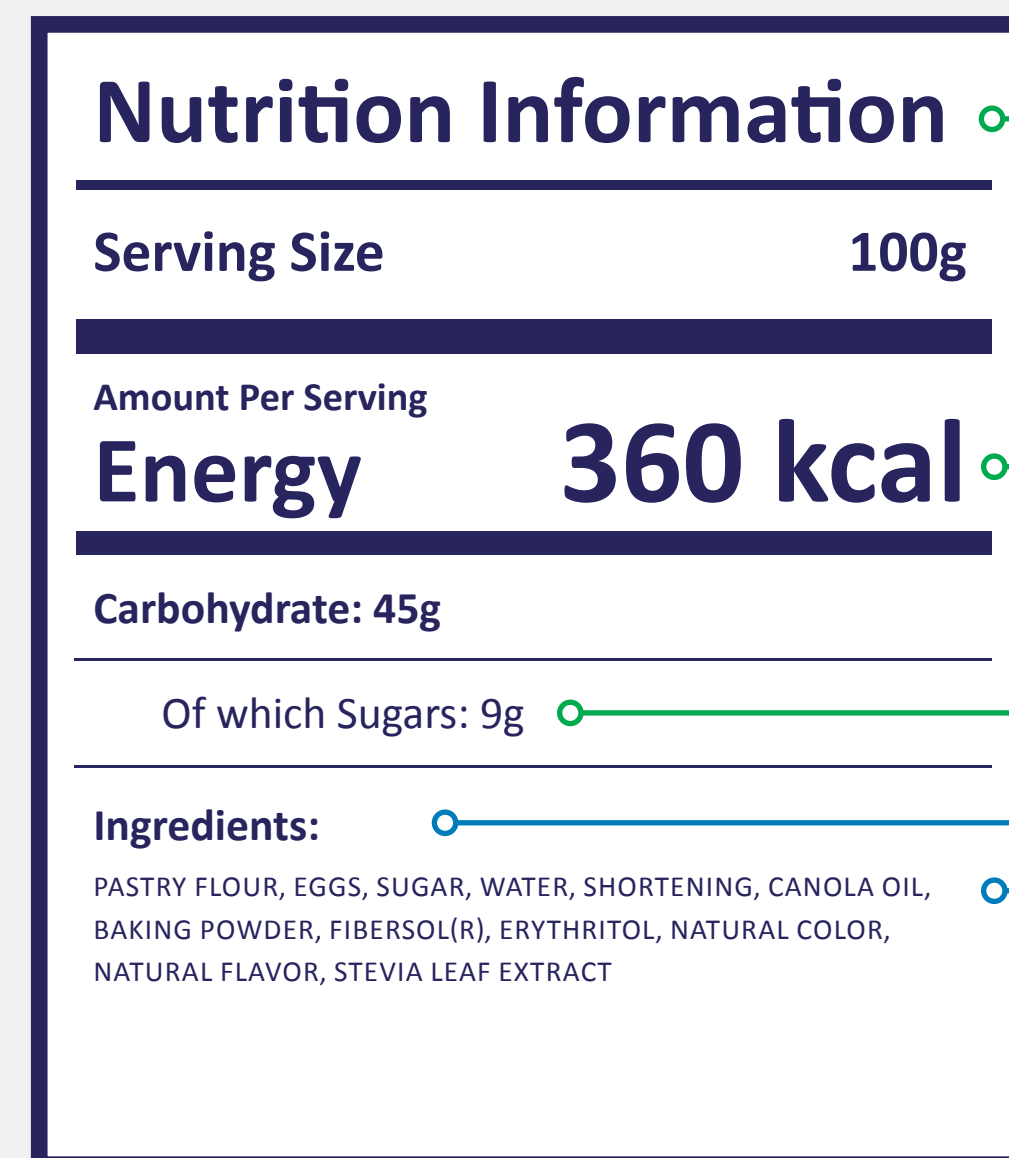 Nutrition Information
Serving Size 100g
Amount Per Serving
Energy 360 kcal
Carbohydrate: 45g
Of which Sugars: 9g
Ingredients:
PASTRY FLOUR, EGGS, SUGAR, WATER, SHORTENING, CANOLA OIL,
BAKING POWDER, FIBERSOL(R), ERYTHRITOL, NATURAL COLOR,
NATURAL FLAVOR, STEVIA LEAF EXTRACT